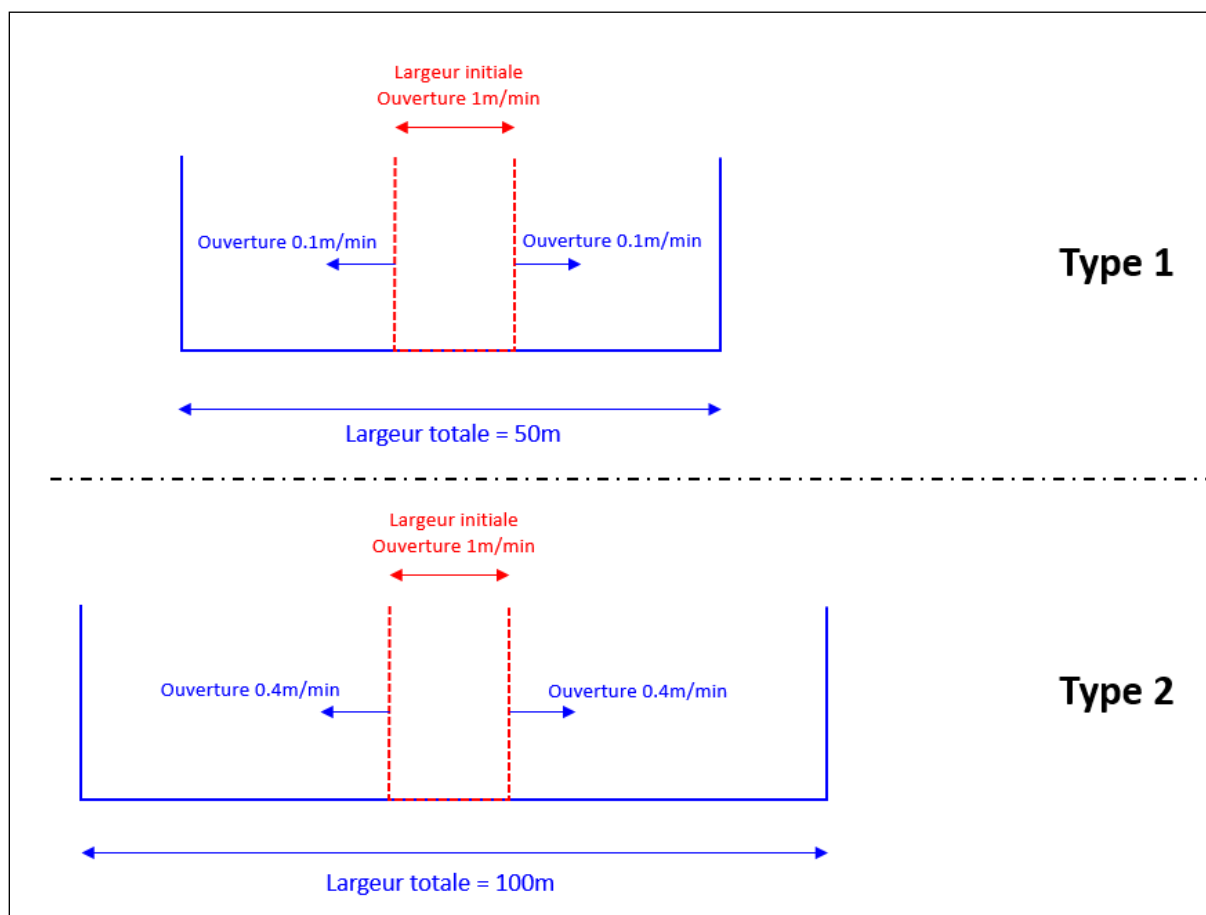 Largeur initiale
Ouverture 1m/min
Ouverture 0.1m/min
Ouverture 0.1m/min
Type 1
Largeur totale = 50m
Largeur initiale
Ouverture 1m/min
Ouverture 0.4m/min
Ouverture 0.4m/min
Type 2
Largeur totale = 100m